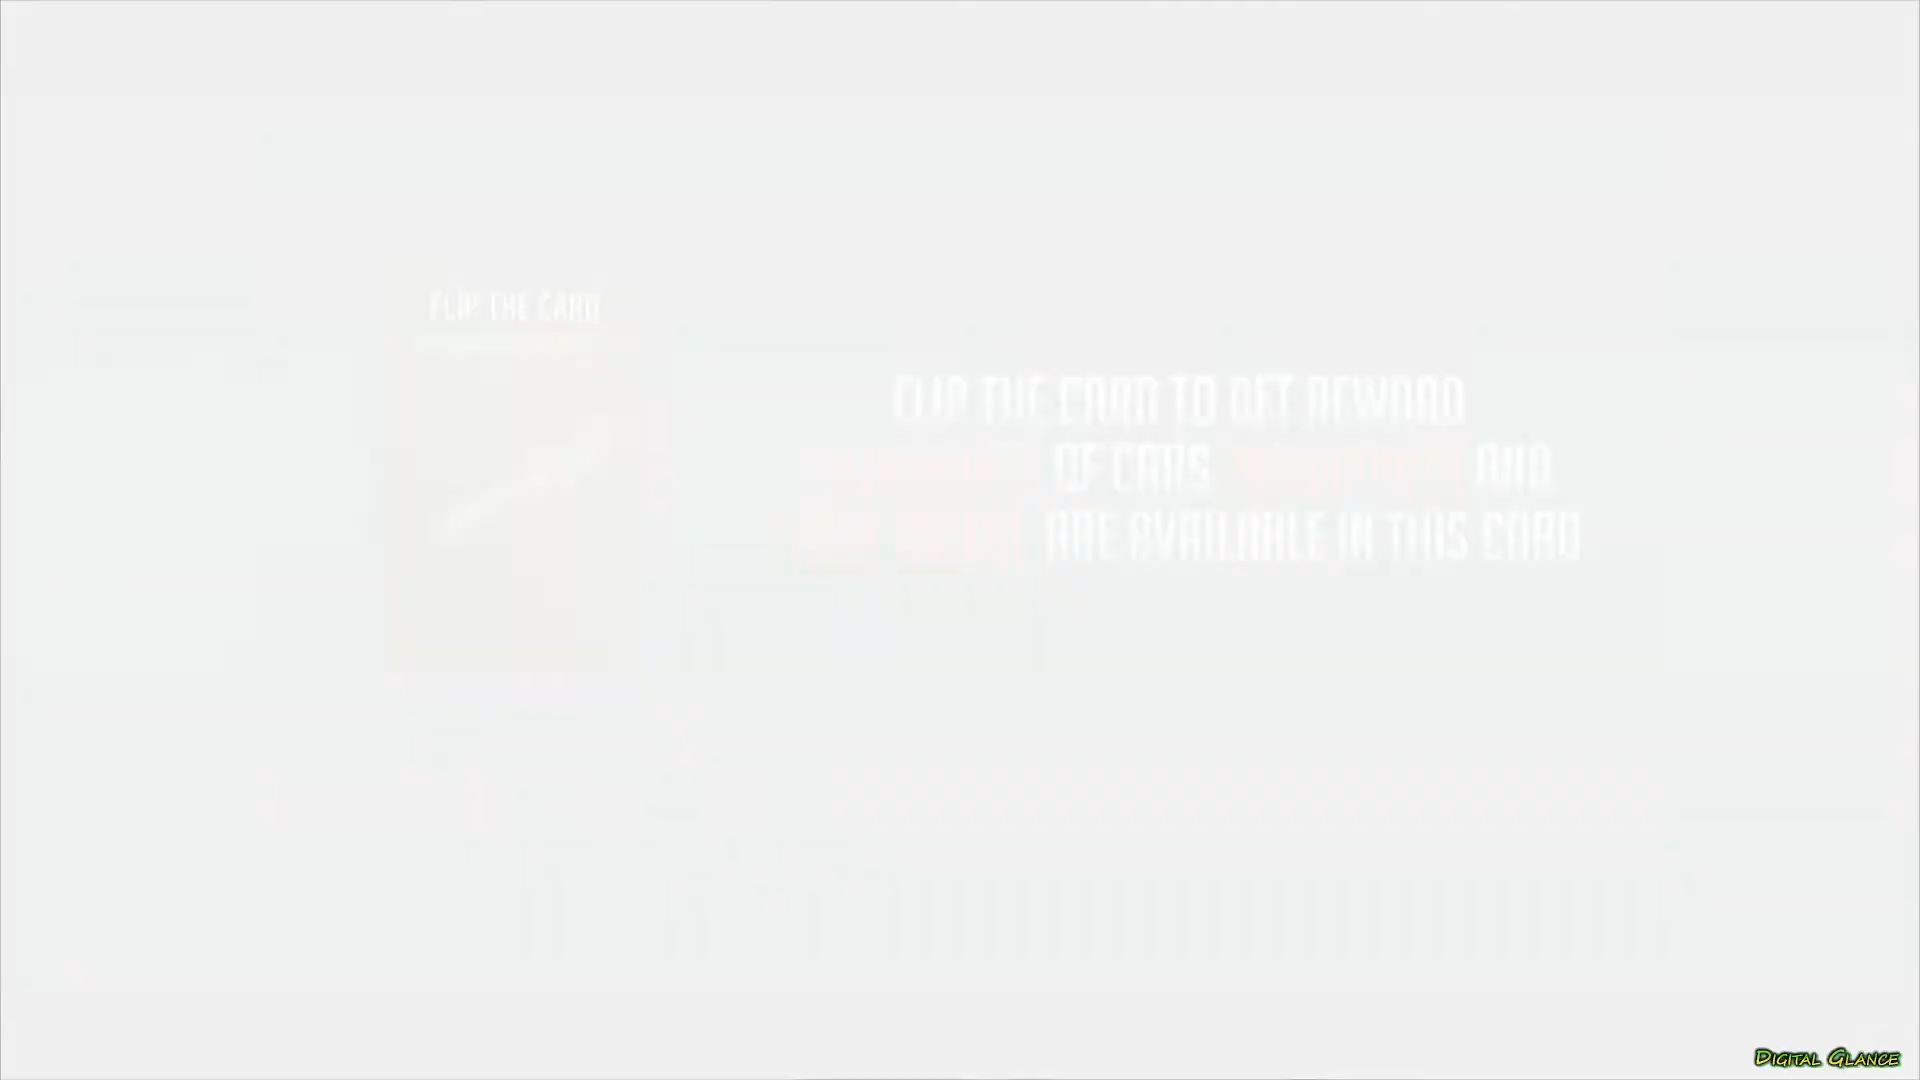 FLIP THE CARD
FLIP THE CARD TO GET REWARD
OF CARS AND
ARE AVAILABLE IN THIS CARD
Digital Glance